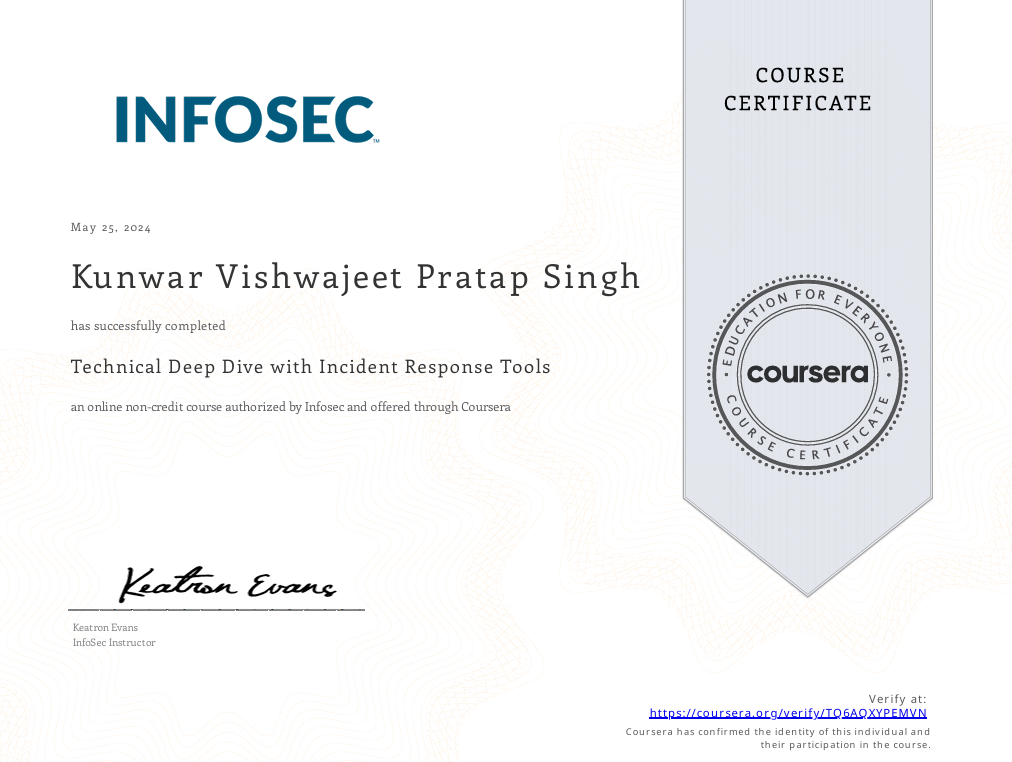 INFOSEC™
COURSE
CERTIFICATE
May 25, 2024
Kunwar Vishwajeet Pratap Singh
has successfully completed
Technical Deep Dive with Incident Response Tools
an online non-credit course authorized by Infosec and offered through Coursera
EDUCATION FOR EVERYONE
coursera
COURSE CERTIFICATE
Keatron Evans
Keatron Evans
InfoSec Instructor
Verify at:
https://coursera.org/verify/TQ6AQXYPEMVN
Coursera has confirmed the identity of this individual and
their participation in the course.